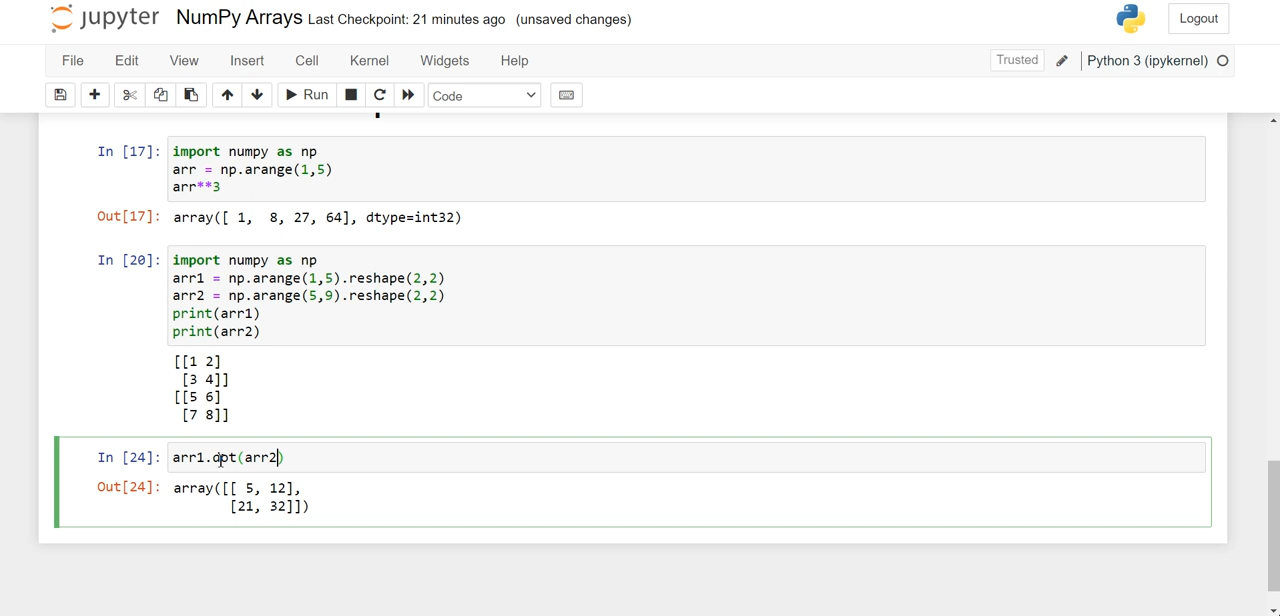 jupyter NumPy Arrays Last Checkpoint: 21 minutes ago (unsaved changes) Logout
File Edit View Insert Cell Kernel Widgets Help Trusted Python 3 (ipykernel)
Run Code
In [17]: import numpy as np
arr = np.arange(1,5)
arr**3
Out[17]: array([ 1,  8, 27, 64], dtype=int32)
In [20]: import numpy as np
arr1 = np.arange(1,5).reshape(2,2)
arr2 = np.arange(5,9).reshape(2,2)
print(arr1)
print(arr2)
[[1 2]
[3 4]]
[[5 6]
[7 8]]
In [24]: arr1.dot(arr2)
Out[24]: array([[ 5, 12],
[21, 32]])